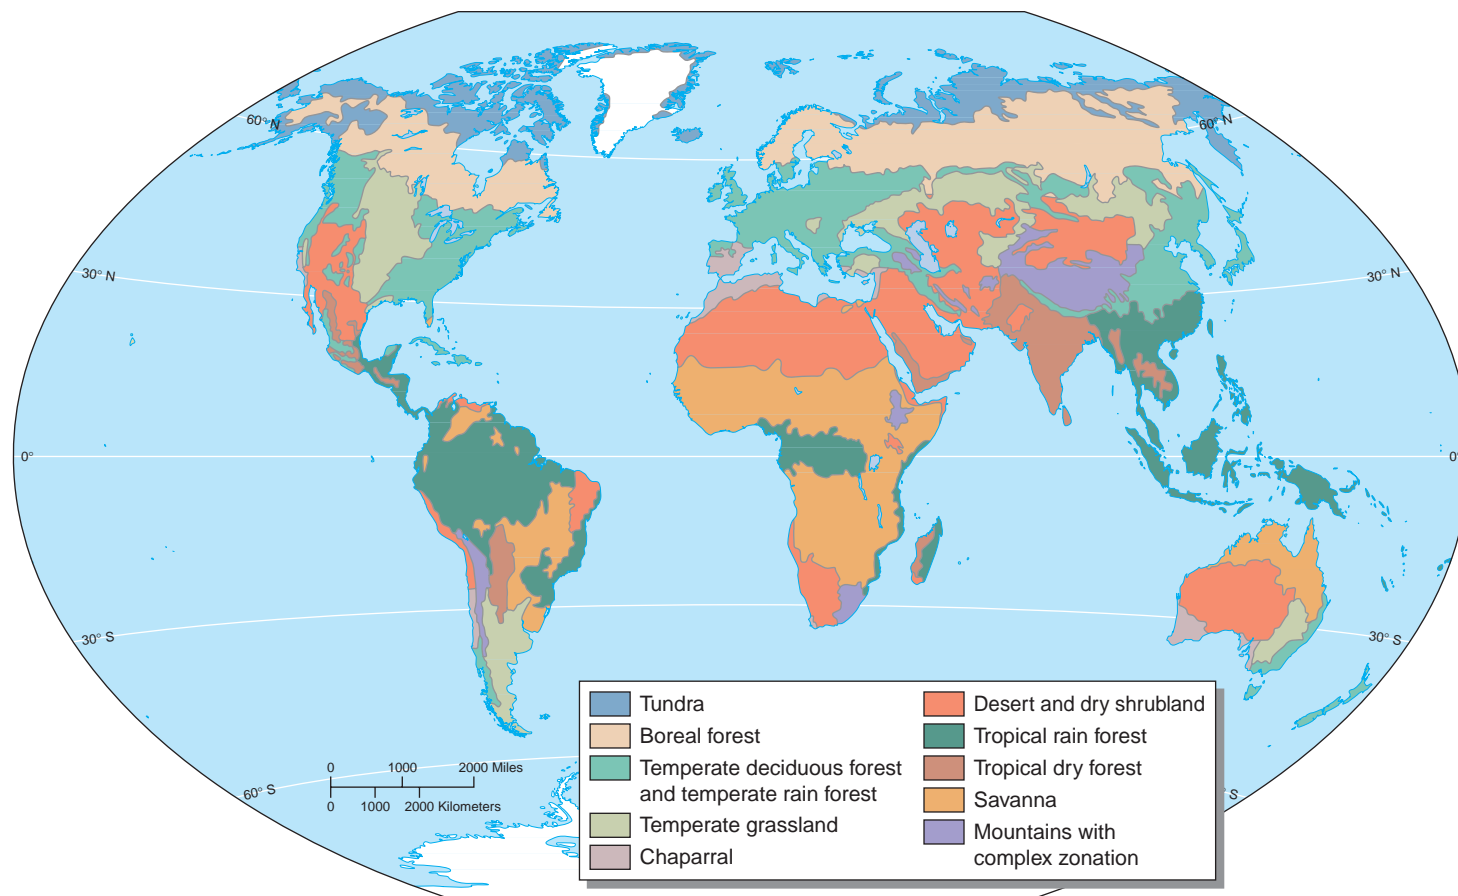 60° N
60° N
30° N
30° N
0°
0°
30° S
30° S
60° S
° S
0 1000 2000 Miles
0 1000 2000 Kilometers
Tundra
Boreal forest
Temperate deciduous forest
and temperate rain forest
Temperate grassland
Chaparral
Desert and dry shrubland
Tropical rain forest
Tropical dry forest
Savanna
Mountains with
complex zonation